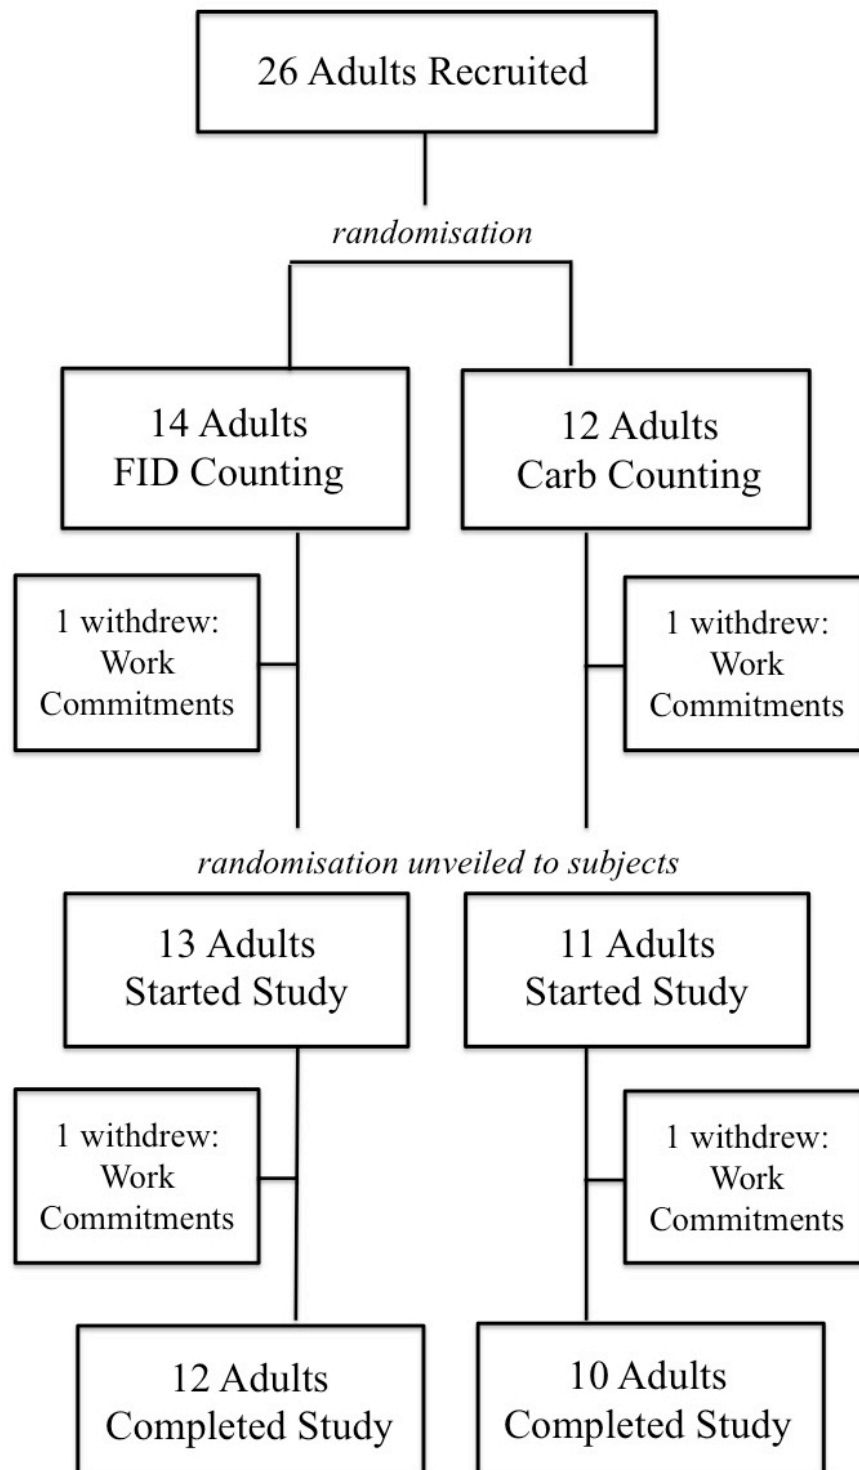 26 Adults Recruited
randomisation
14 Adults
FID Counting
12 Adults
Carb Counting
1 withdrew:
Work
Commitments
1 withdrew:
Work
Commitments
randomisation unveiled to subjects
13 Adults
Started Study
11 Adults
Started Study
1 withdrew:
Work
Commitments
1 withdrew:
Work
Commitments
12 Adults
Completed Study
10 Adults
Completed Study